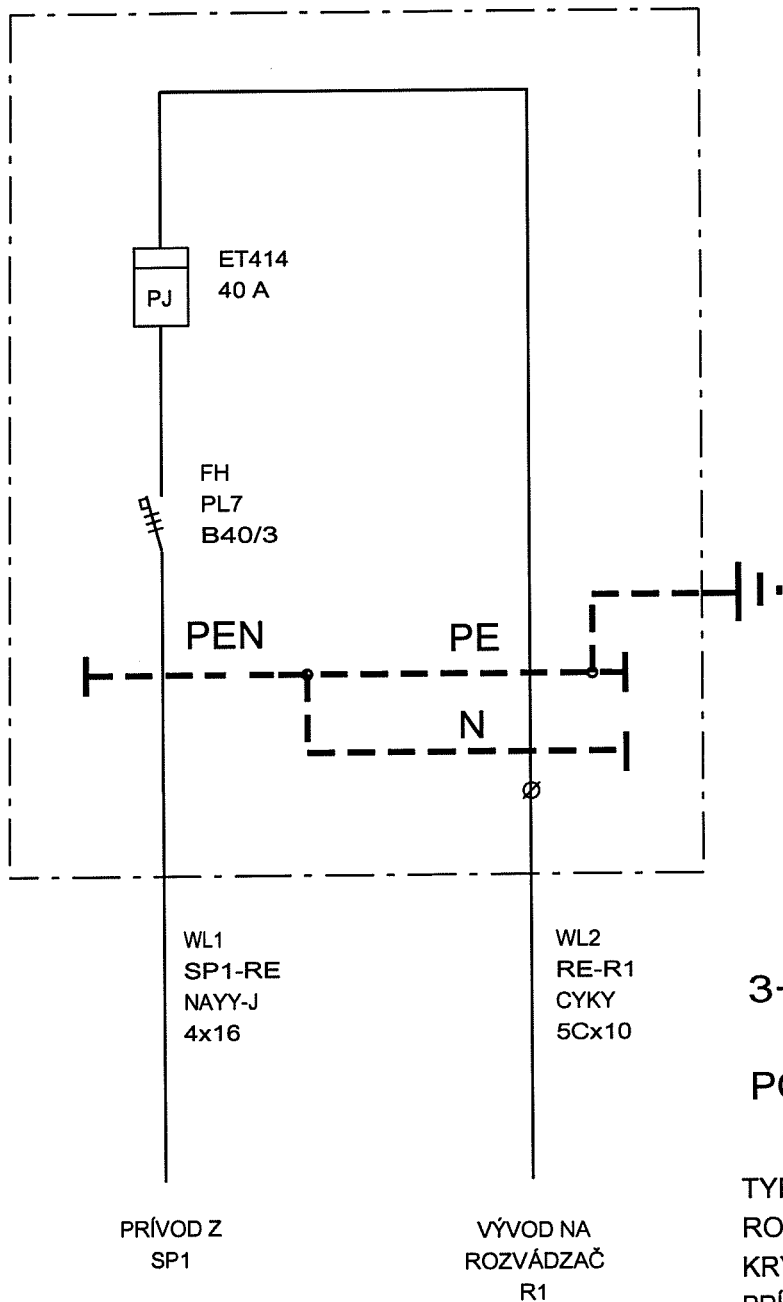 ET414
40 A
PJ
FH
PL7
B40/3
PEN
PE
N
WL1
SP1-RE
NAYY-J
4x16
WL2
RE-R1
CYKY
5Cx10
PRÍVOD Z
SP1
VÝVOD NA
ROZVÁDZAČ
R1
3-